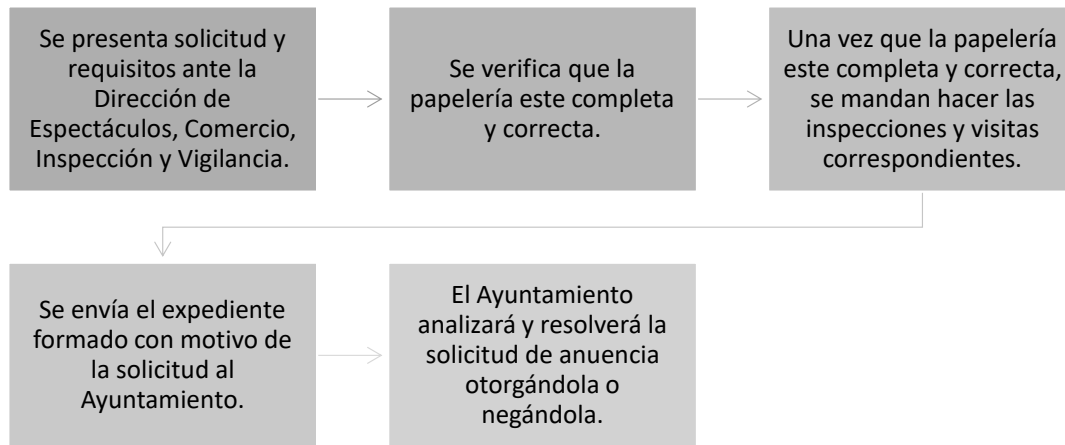 Se presenta solicitud y
requisitos ante la
Dirección de
Espectáculos, Comercio,
Inspección y Vigilancia.
Se verifica que la
papelería este completa
y correcta.
Una vez que la papelería
este completa y correcta,
se mandan hacer las
inspecciones y visitas
correspondientes.
Se envía el expediente
formado con motivo de
la solicitud al
Ayuntamiento.
El Ayuntamiento
analizará y resolverá la
solicitud de anuencia
otorgándola o
negándola.